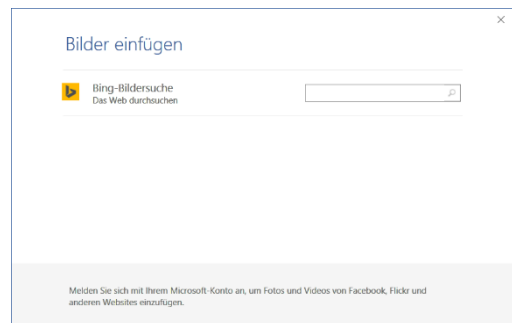 Bilder einfügen
Bing-Bildersuche
Das Web durchsuchen
Melden Sie sich mit Ihrem Microsoft-Konto an, um Fotos und Videos von Facebook, Flickr und
anderen Websites einzufügen.